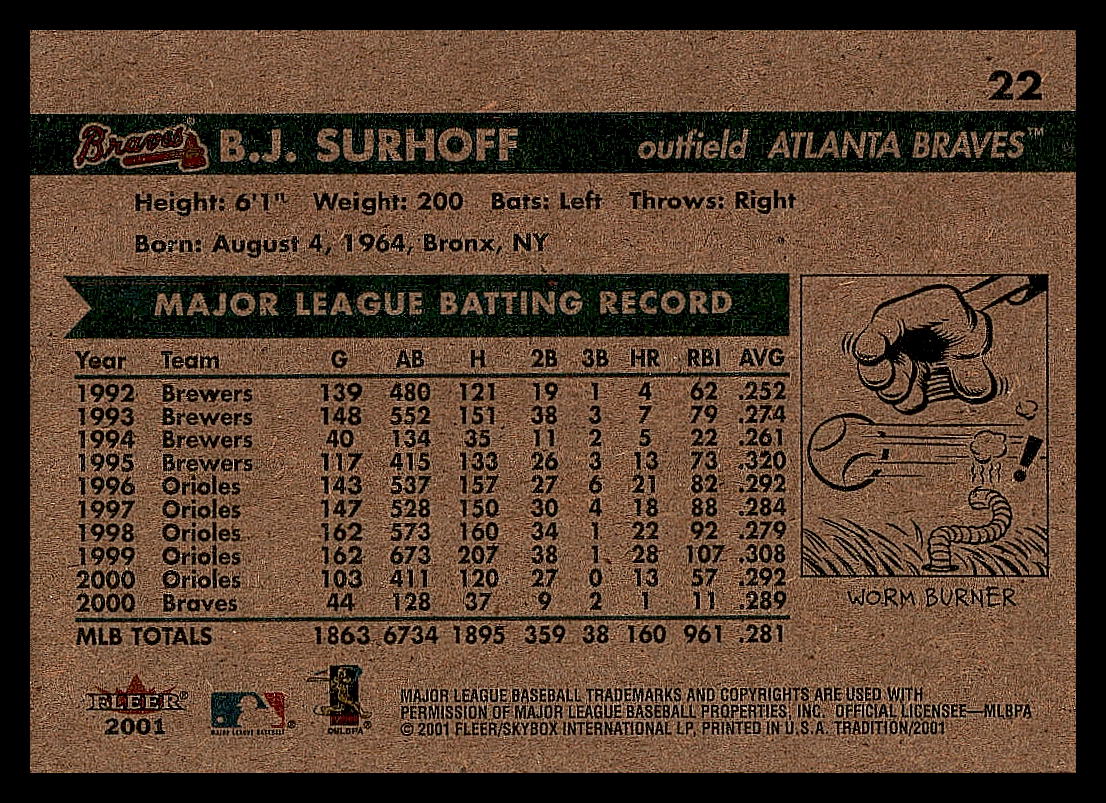 22
Braves B.J. SURHOFF outfield ATLANTA BRAVES™
Height: 6'1" Weight: 200 Bats: Left Throws: Right
Born: August 4, 1964, Bronx, NY
MAJOR LEAGUE BATTING RECORD
Year Team G AB H 2B 3B HR RBI AVG
1992 Brewers 139 480 121 19 1 4 62 .252
1993 Brewers 148 552 151 38 3 7 79 .274
1994 Brewers 40 134 35 11 2 5 22 .261
1995 Brewers 117 415 133 26 3 13 73 .320
1996 Orioles 143 537 157 27 6 21 82 .292
1997 Orioles 147 528 150 30 4 18 88 .284
1998 Orioles 162 573 160 34 1 22 92 .279
1999 Orioles 162 673 207 38 1 28 107 .308
2000 Orioles 103 411 120 27 0 13 57 .292
2000 Braves 44 128 37 9 2 1 11 .289
MLB TOTALS 1863 6734 1895 359 38 160 961 .281
!
WORM BURNER
FLEER®
2001
MAJOR LEAGUE BASEBALL
®
OMLBPA®
MAJOR LEAGUE BASEBALL TRADEMARKS AND COPYRIGHTS ARE USED WITH
PERMISSION OF MAJOR LEAGUE BASEBALL PROPERTIES, INC. OFFICIAL LICENSEE—MLBPA
© 2001 FLEER/SKYBOX INTERNATIONAL LP, PRINTED IN U.S.A. TRADITION/2001